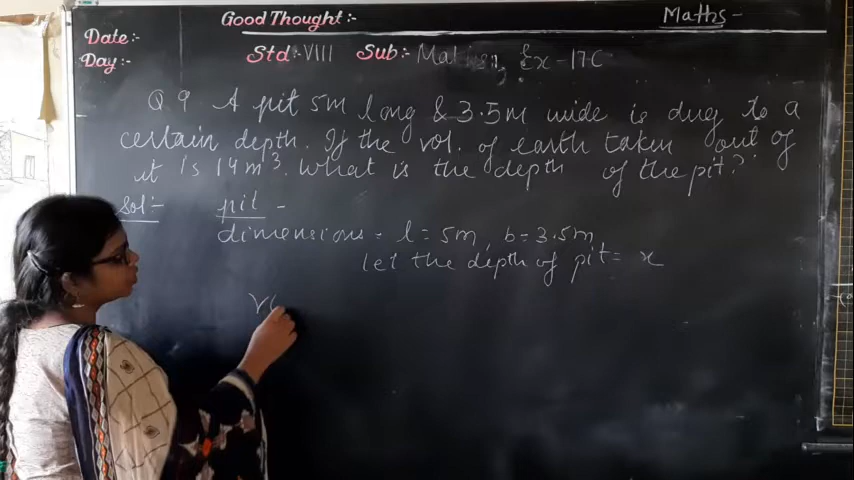 Good Thought:-
Maths-
Date:-
Day:-
Std:- VIII Sub:- Maths, Ex-17C
Q 9. A pit 5m long & 3.5m wide is dug to a
certain depth. If the vol. of earth taken out of
it is 14m³. What is the depth of the pit?
Sol:- pit -
dimensions - l = 5m, b = 3.5m
let the depth of pit = x